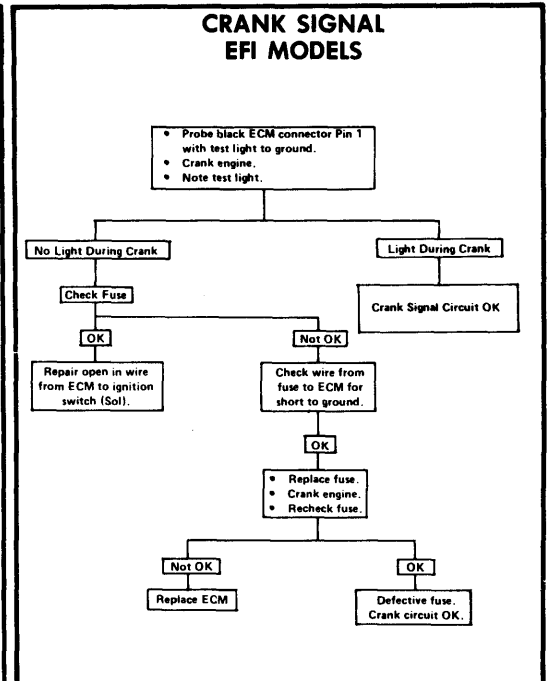 CRANK SIGNAL
EFI MODELS
• Probe black ECM connector Pin 1
with test light to ground.
• Crank engine.
• Note test light.
No Light During Crank
Light During Crank
Check Fuse
Crank Signal Circuit OK
OK
Not OK
Repair open in wire
from ECM to ignition
switch (Sol).
Check wire from
fuse to ECM for
short to ground.
OK
• Replace fuse.
• Crank engine.
• Recheck fuse.
Not OK
OK
Replace ECM
Defective fuse.
Crank circuit OK.